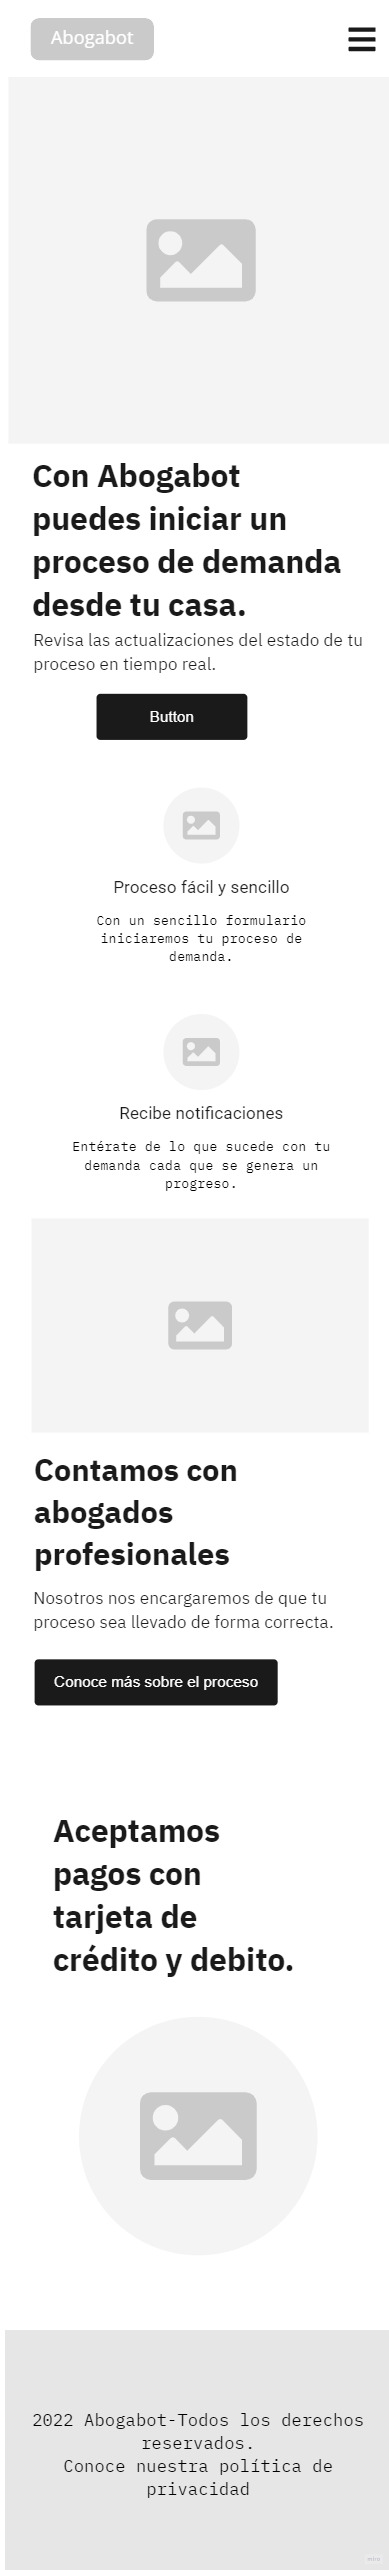 Abogabot
Con Abogabot
puedes iniciar un
proceso de demanda
desde tu casa.
Revisa las actualizaciones del estado de tu
proceso en tiempo real.
Button
Proceso fácil y sencillo
Con un sencillo formulario
iniciaremos tu proceso de
demanda.
Recibe notificaciones
Entérate de lo que sucede con tu
demanda cada que se genera un
progreso.
Contamos con
abogados
profesionales
Nosotros nos encargaremos de que tu
proceso sea llevado de forma correcta.
Conoce más sobre el proceso
Aceptamos
pagos con
tarjeta de
crédito y debito.
2022 Abogabot-Todos los derechos
reservados.
Conoce nuestra política de
privacidad